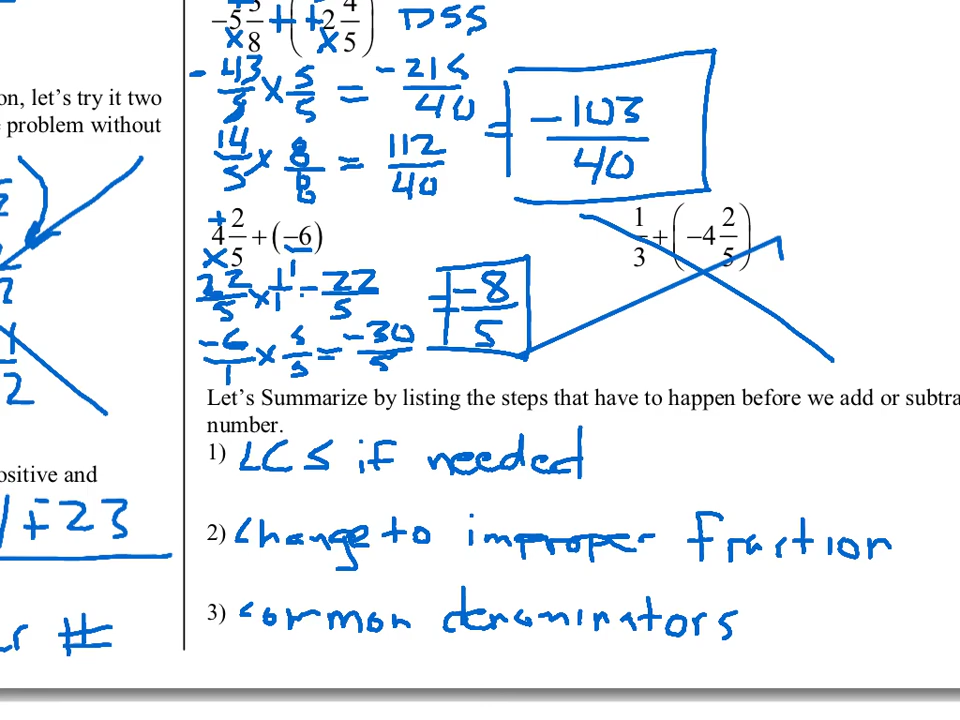 -5 3/8 + (+2 4/5) DSS
on, let's try it two
problem without
-43/8 × 5/5 = -215/40
14/5 × 8/8 = 112/40
= -103/40
4 2/5 + (-6)
1/3 + (-4 2/5)
22/5 × 1/1 = 22/5
-6/1 × 5/5 = -30/5
= -8/5
2
Let's Summarize by listing the steps that have to happen before we add or subtra
number.
1) LCS if needed
ositive and
+23
2) Change to improper fraction
3) common denominators
r #